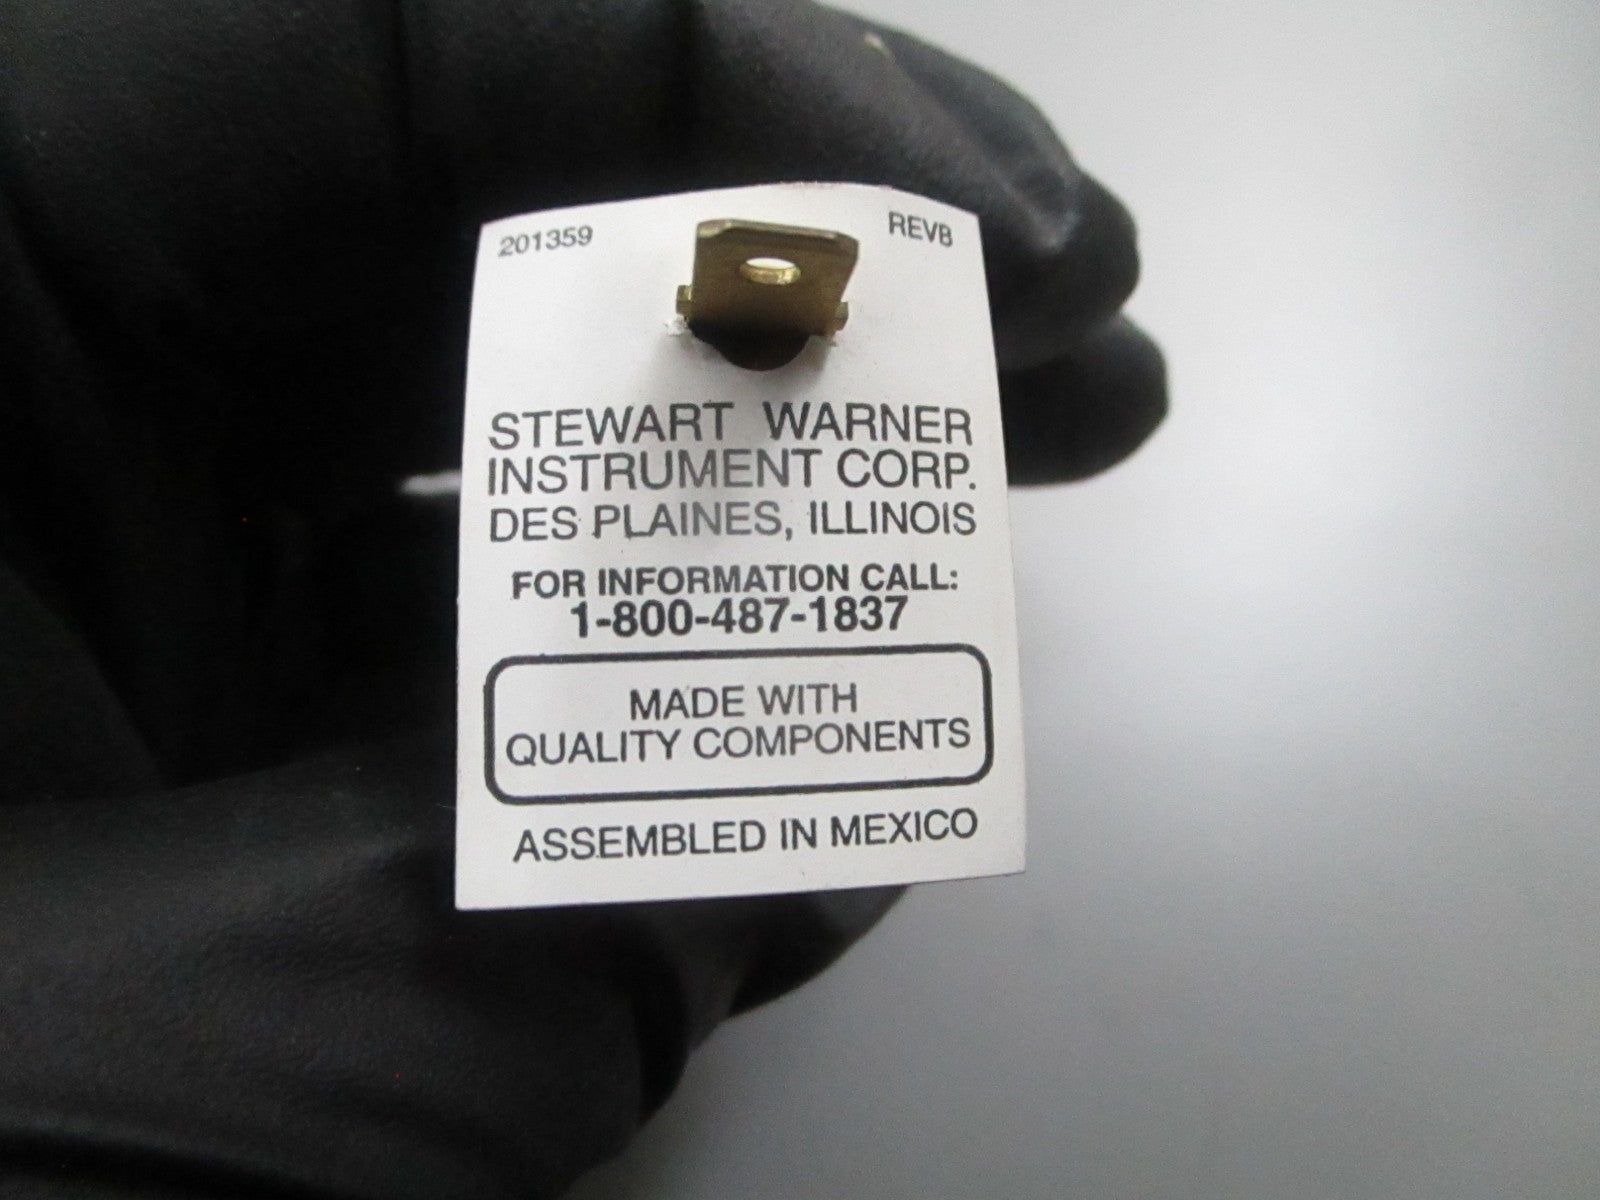 201359 REVB
STEWART WARNER
INSTRUMENT CORP.
DES PLAINES, ILLINOIS
FOR INFORMATION CALL:
1-800-487-1837
MADE WITH
QUALITY COMPONENTS
ASSEMBLED IN MEXICO